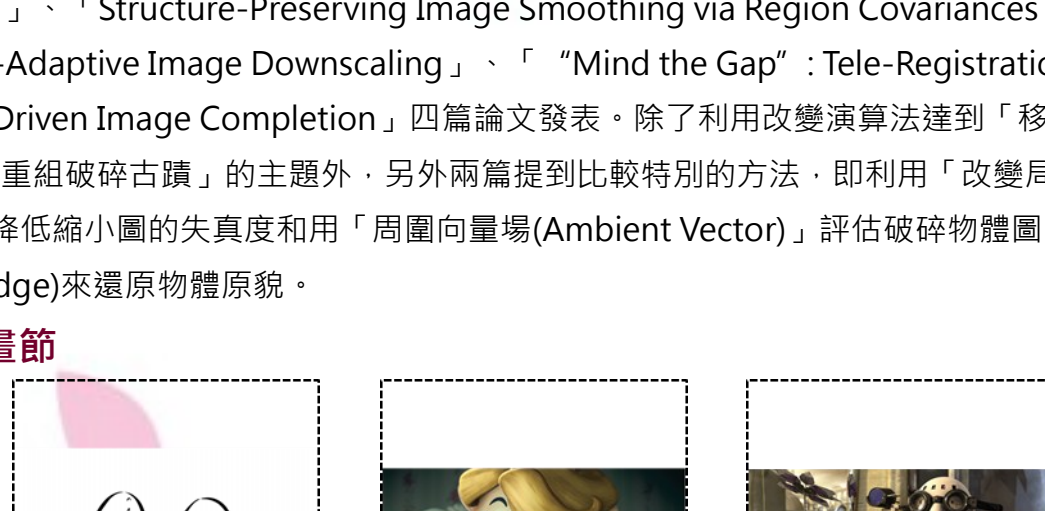 」、「Structure-Preserving Image Smoothing via Region Covariances
-Adaptive Image Downscaling」、「 “Mind the Gap”: Tele-Registratio
Driven Image Completion」四篇論文發表。除了利用改變演算法達到「移
重組破碎古蹟」的主題外，另外兩篇提到比較特別的方法，即利用「改變局
降低縮小圖的失真度和用「周圍向量場(Ambient Vector)」評估破碎物體圖
dge)來還原物體原貌。
畫節